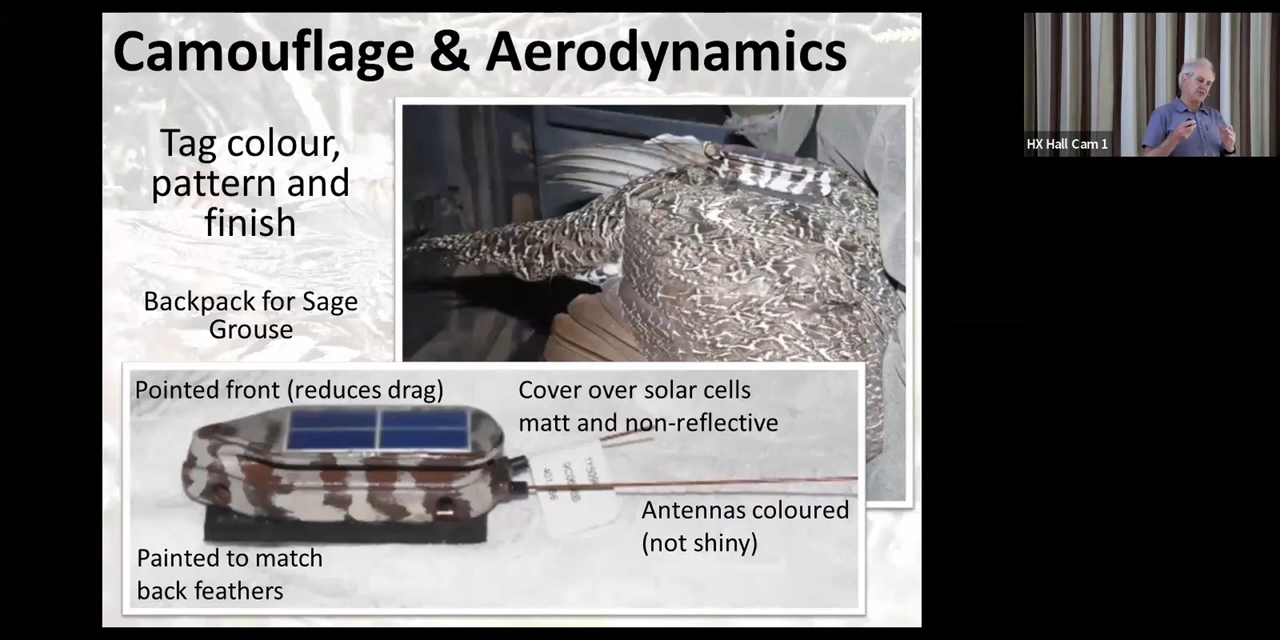 Camouflage & Aerodynamics
Tag colour,
pattern and
finish
Backpack for Sage
Grouse
Pointed front (reduces drag)
Cover over solar cells
matt and non-reflective
Antennas coloured
(not shiny)
Painted to match
back feathers
HX Hall Cam 1